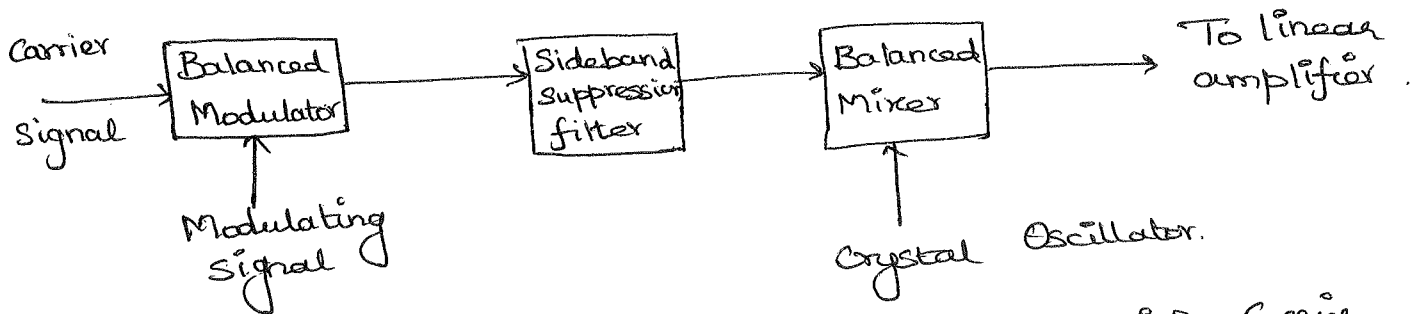 Carrier
signal
Balanced
Modulator
Modulating
signal
Sideband
suppression
filter
Balanced
Mixer
Crystal Oscillator.
To linear
amplifier.